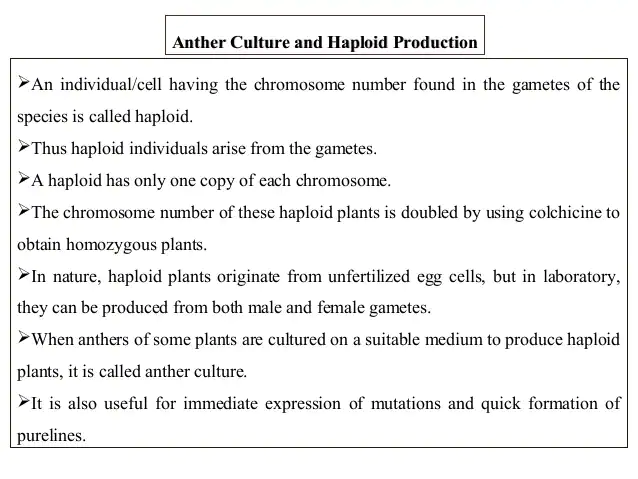 Anther Culture and Haploid Production
➢An individual/cell having the chromosome number found in the gametes of the
species is called haploid.
➢Thus haploid individuals arise from the gametes.
➢A haploid has only one copy of each chromosome.
➢The chromosome number of these haploid plants is doubled by using colchicine to
obtain homozygous plants.
➢In nature, haploid plants originate from unfertilized egg cells, but in laboratory,
they can be produced from both male and female gametes.
➢When anthers of some plants are cultured on a suitable medium to produce haploid
plants, it is called anther culture.
➢It is also useful for immediate expression of mutations and quick formation of
purelines.